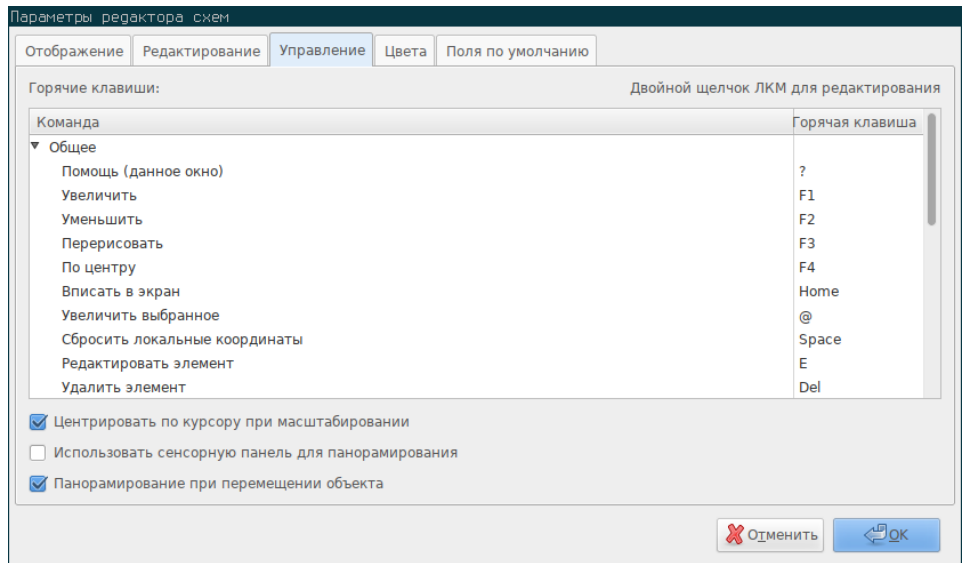 Параметры редактора схем
Отображение Редактирование Управление Цвета Поля по умолчанию
Горячие клавиши: Двойной щелчок ЛКМ для редактирования
Команда Горячая клавиша
Общее
Помощь (данное окно) ?
Увеличить F1
Уменьшить F2
Перерисовать F3
По центру F4
Вписать в экран Home
Увеличить выбранное @
Сбросить локальные координаты Space
Редактировать элемент E
Удалить элемент Del
Центрировать по курсору при масштабировании
Использовать сенсорную панель для панорамирования
Панорамирование при перемещении объекта
Отменить OK